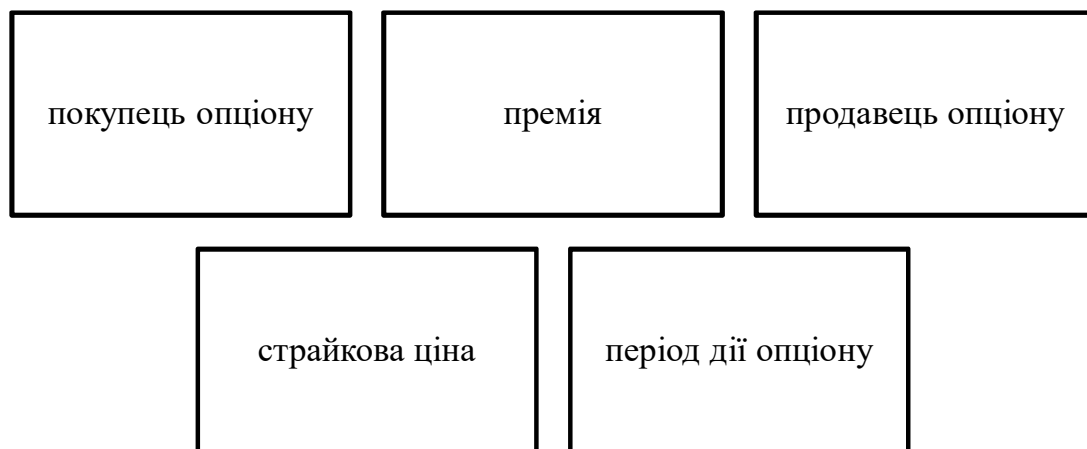 покупець опціону
премія
продавець опціону
страйкова ціна
період дії опціону